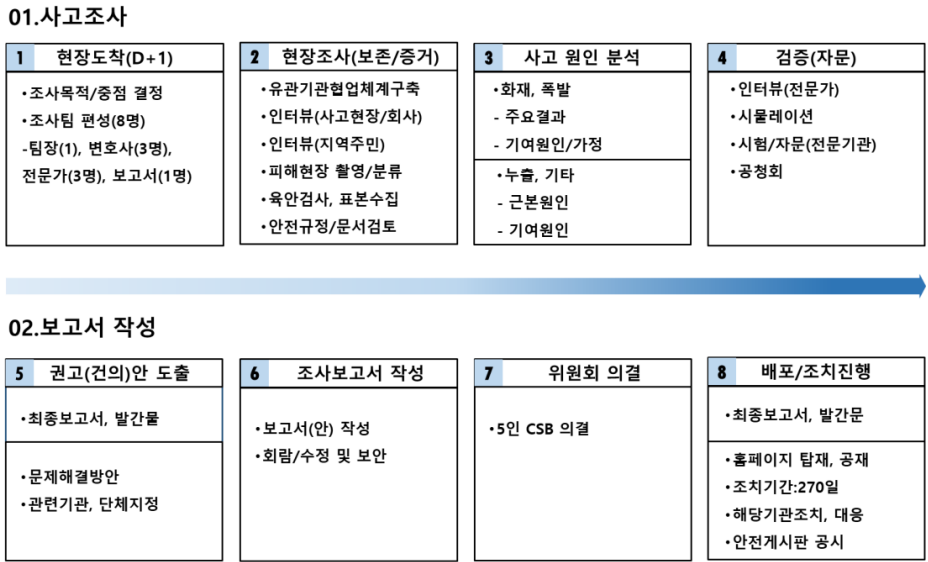 01.사고조사
1 현장도착(D+1)
•조사목적/중점 결정
•조사팀 편성(8명)
-팀장(1), 변호사(3명),
전문가(3명), 보고서(1명)
2 현장조사(보존/증거)
•유관기관협업체계구축
•인터뷰(사고현장/회사)
•인터뷰(지역주민)
•피해현장 촬영/분류
•육안검사, 표본수집
•안전규정/문서검토
3 사고 원인 분석
•화재, 폭발
- 주요결과
- 기여원인/가정
•누출, 기타
- 근본원인
- 기여원인
4 검증(자문)
•인터뷰(전문가)
•시물레이션
•시험/자문(전문기관)
•공청회
02.보고서 작성
5 권고(건의)안 도출
•최종보고서, 발간물
•문제해결방안
•관련기관, 단체지정
6 조사보고서 작성
•보고서(안) 작성
•회람/수정 및 보안
7 위원회 의결
•5인 CSB 의결
8 배포/조치진행
•최종보고서, 발간문
•홈페이지 탑재, 공재
•조치기간:270일
•해당기관조치, 대응
•안전게시판 공시